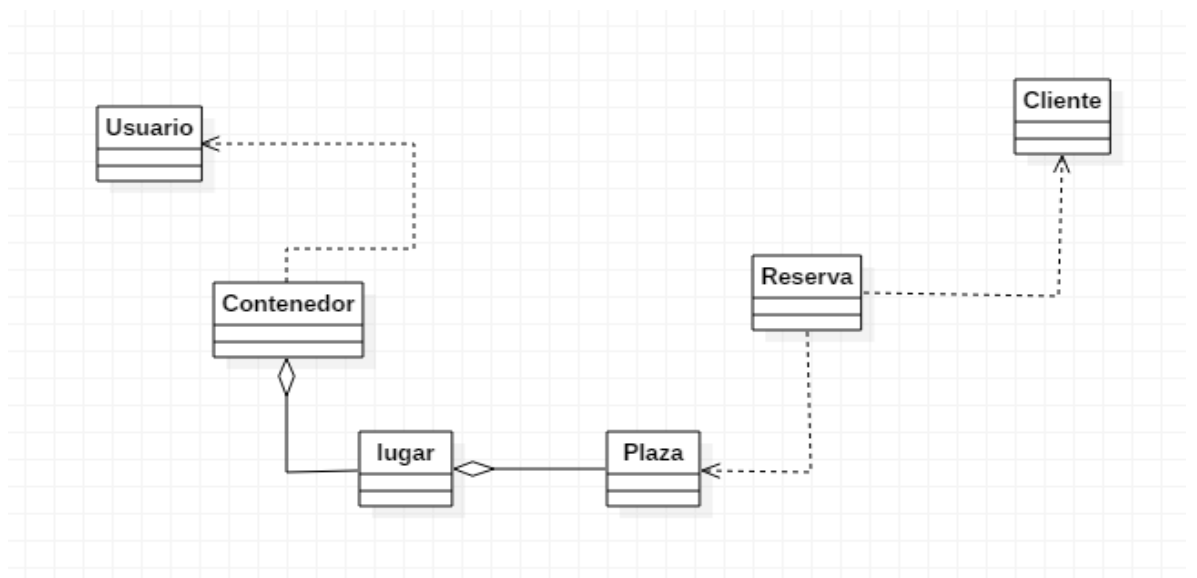 Cliente
Usuario
Reserva
Contenedor
lugar
Plaza